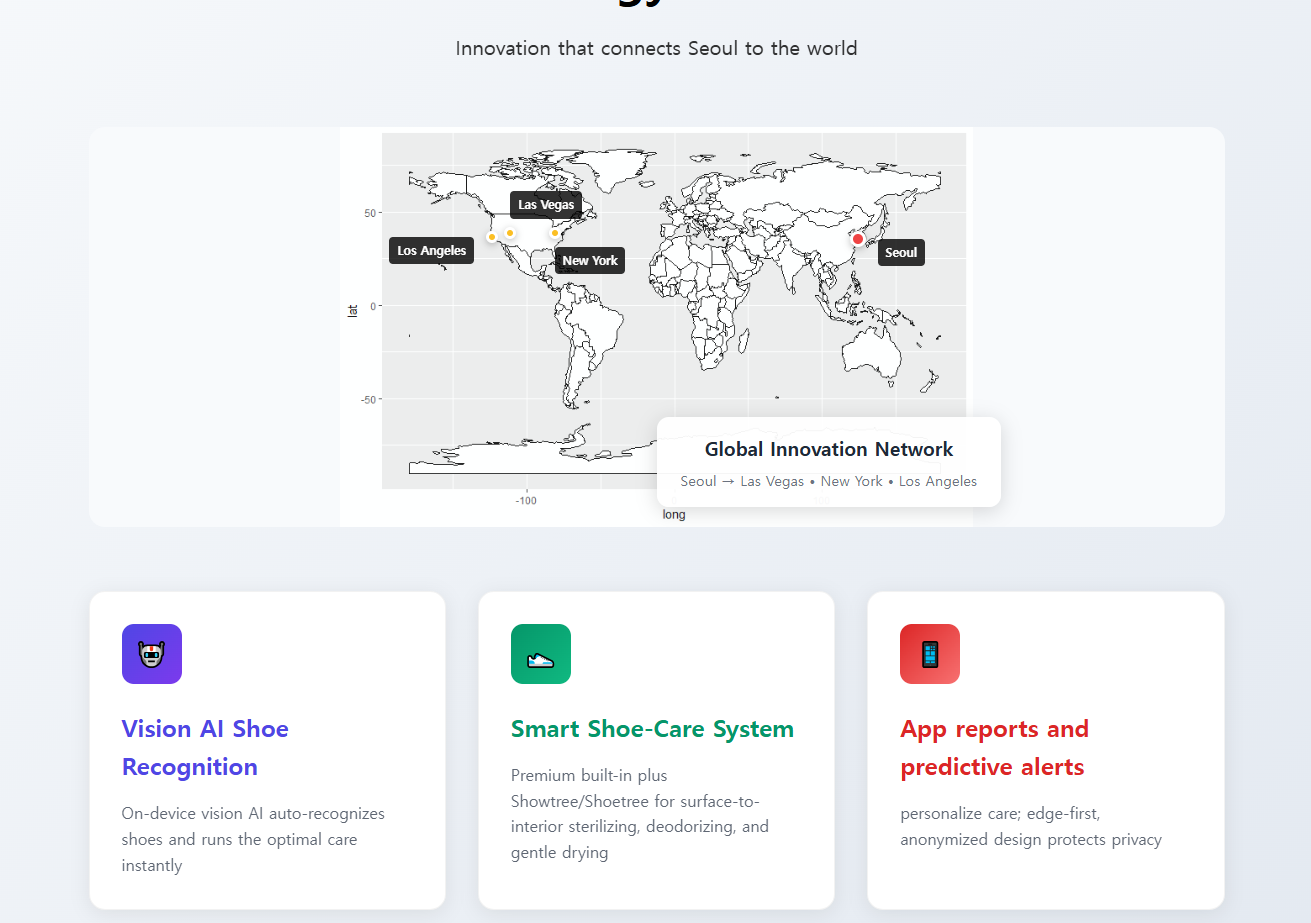 Innovation that connects Seoul to the world
Las Vegas
Los Angeles
New York
Seoul
50
0
-50
lat
-100
long
Global Innovation Network
Seoul → Las Vegas • New York • Los Angeles
Vision AI Shoe
Recognition
On-device vision AI auto-recognizes
shoes and runs the optimal care
instantly
Smart Shoe-Care System
Premium built-in plus
Showtree/Shoetree for surface-to-
interior sterilizing, deodorizing, and
gentle drying
App reports and
predictive alerts
personalize care; edge-first,
anonymized design protects privacy